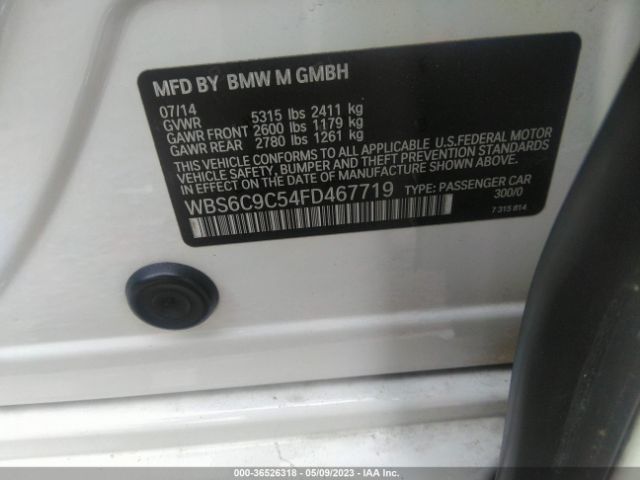 MFD BY BMW M GMBH
07/14
GVWR 5315 lbs 2411 kg
GAWR FRONT 2600 lbs 1179 kg
GAWR REAR 2780 lbs 1261 kg
THIS VEHICLE CONFORMS TO ALL APPLICABLE U.S.FEDERAL MOTOR
VEHICLE SAFETY, BUMPER, AND THEFT PREVENTION STANDARDS
IN EFFECT ON THE DATE OF MANUFACTURE SHOWN ABOVE.
WBS6C9C54FD467719 TYPE: PASSENGER CAR
300/0
7 315 814
000-36526318 - 05/09/2023 - IAA Inc.